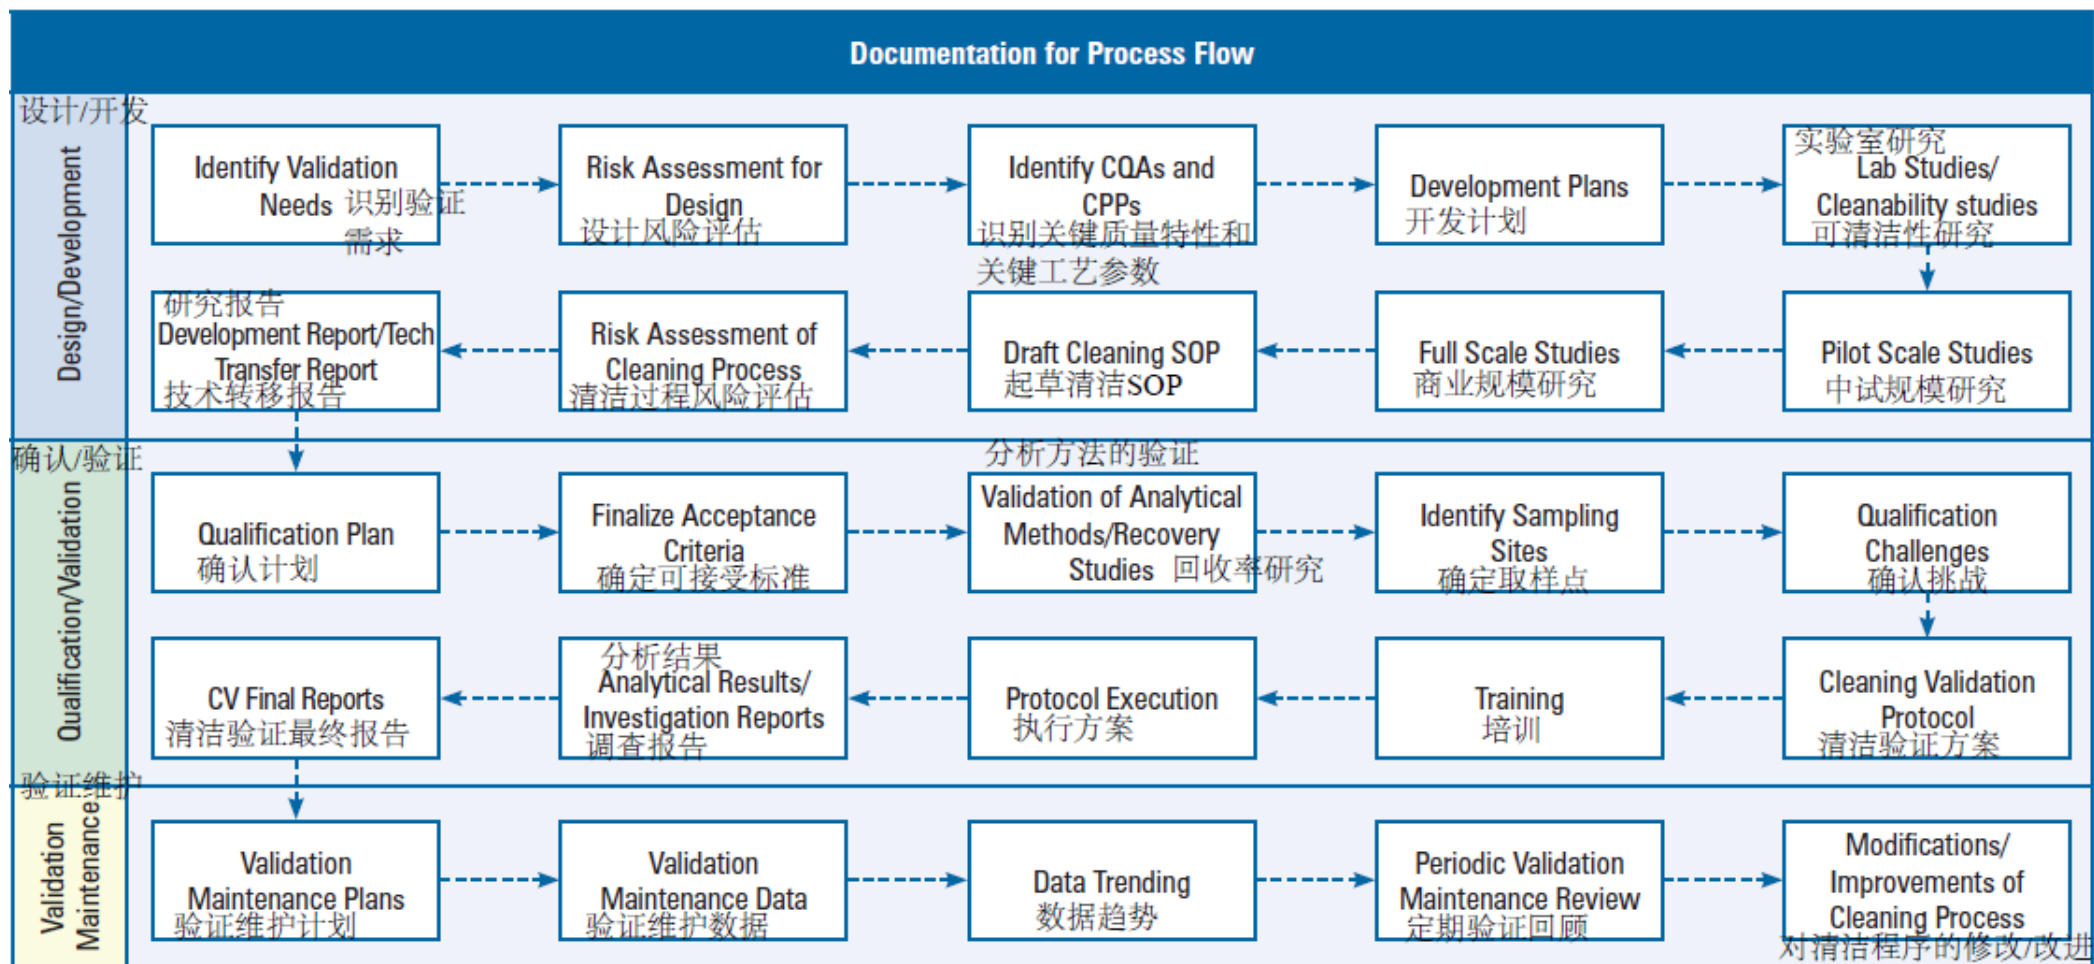 Documentation for Process Flow
设计/开发
Design/Development
Identify Validation
Needs 识别验证
需求
Risk Assessment for
Design
设计风险评估
Identify CQAs and
CPPs
识别关键质量特性和
关键工艺参数
Development Plans
开发计划
实验室研究
Lab Studies/
Cleanability studies
可清洁性研究
研究报告
Development Report/Tech
Transfer Report
技术转移报告
Risk Assessment of
Cleaning Process
清洁过程风险评估
Draft Cleaning SOP
起草清洁SOP
Full Scale Studies
商业规模研究
Pilot Scale Studies
中试规模研究
确认/验证
Qualification/Validation
Qualification Plan
确认计划
Finalize Acceptance
Criteria
确定可接受标准
分析方法的验证
Validation of Analytical
Methods/Recovery
Studies 回收率研究
Identify Sampling
Sites
确定取样点
Qualification
Challenges
确认挑战
CV Final Reports
清洁验证最终报告
分析结果
Analytical Results/
Investigation Reports
调查报告
Protocol Execution
执行方案
Training
培训
Cleaning Validation
Protocol
清洁验证方案
验证维护
Validation
Maintenance
Validation
Maintenance Plans
验证维护计划
Validation
Maintenance Data
验证维护数据
Data Trending
数据趋势
Periodic Validation
Maintenance Review
定期验证回顾
Modifications/
Improvements of
Cleaning Process
对清洁程序的修改/改进